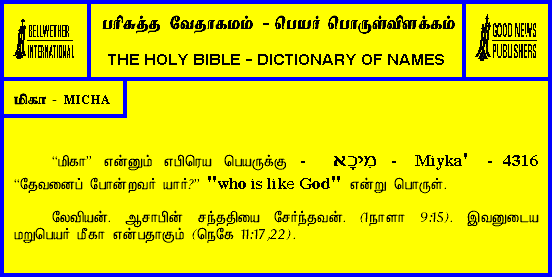 BELLWETHER
INTERNATIONAL
பரிசுத்த வேதாகமம் - பெயர் பொருள்விளக்கம்
THE HOLY BIBLE - DICTIONARY OF NAMES
GOOD NEWS
PUBLISHERS
மிகா - MICHA
“மிகா” என்னும் எபிரெய பெயருக்கு - מִיכָא - Miyka' - 4316
“தேவனைப் போன்றவர் யார்?” "who is like God" என்று பொருள்.
லேவியன். ஆசாபின் சந்ததியை சேர்ந்தவன். (1நாளா 9:15). இவனுடைய
மறுபெயர் மீகா என்பதாகும் (நெகே 11:17,22).